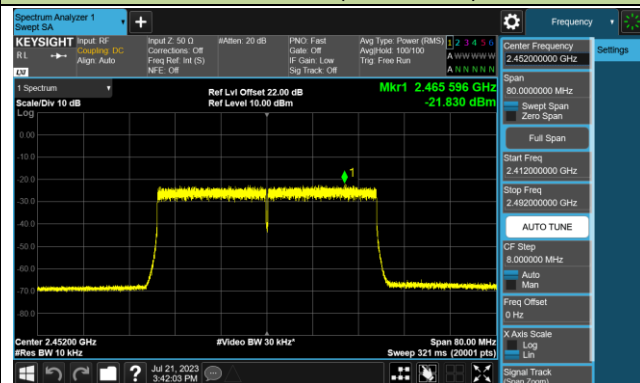 Spectrum Analyzer 1
Swept SA
Frequency
KEYSIGHT
Input: RF
Coupling: DC
Align: Auto
Input Z: 50 Ω
Corrections: Off
Freq Ref: Int (S)
NFE: Off
#Atten: 20 dB
PNO: Fast
Gate: Off
IF Gain: Low
Sig Track: Off
Avg Type: Power (RMS)
Avg|Hold: 100/100
Trig: Free Run
1 2 3 4 5 6
A W W W W W
A N N N N N
RL
LXI
1 Spectrum
Scale/Div 10 dB
Log
Ref Lvl Offset 22.00 dB
Ref Level 10.00 dBm
Mkr1 2.465 596 GHz
-21.830 dBm
0.00
-10.0
-20.0
-30.0
-40.0
-50.0
-60.0
-70.0
-80.0
1
Center 2.45200 GHz
#Res BW 10 kHz
#Video BW 30 kHz*
Span 80.00 MHz
Sweep 321 ms (20001 pts)
Jul 21, 2023
3:42:03 PM
Center Frequency
2.452000000 GHz
Settings
Span
80.0000000 MHz
Swept Span
Zero Span
Full Span
Start Freq
2.412000000 GHz
Stop Freq
2.492000000 GHz
AUTO TUNE
CF Step
8.000000 MHz
Auto
Man
Freq Offset
0 Hz
X Axis Scale
Log
Lin
Signal Track
(Span Zoom)